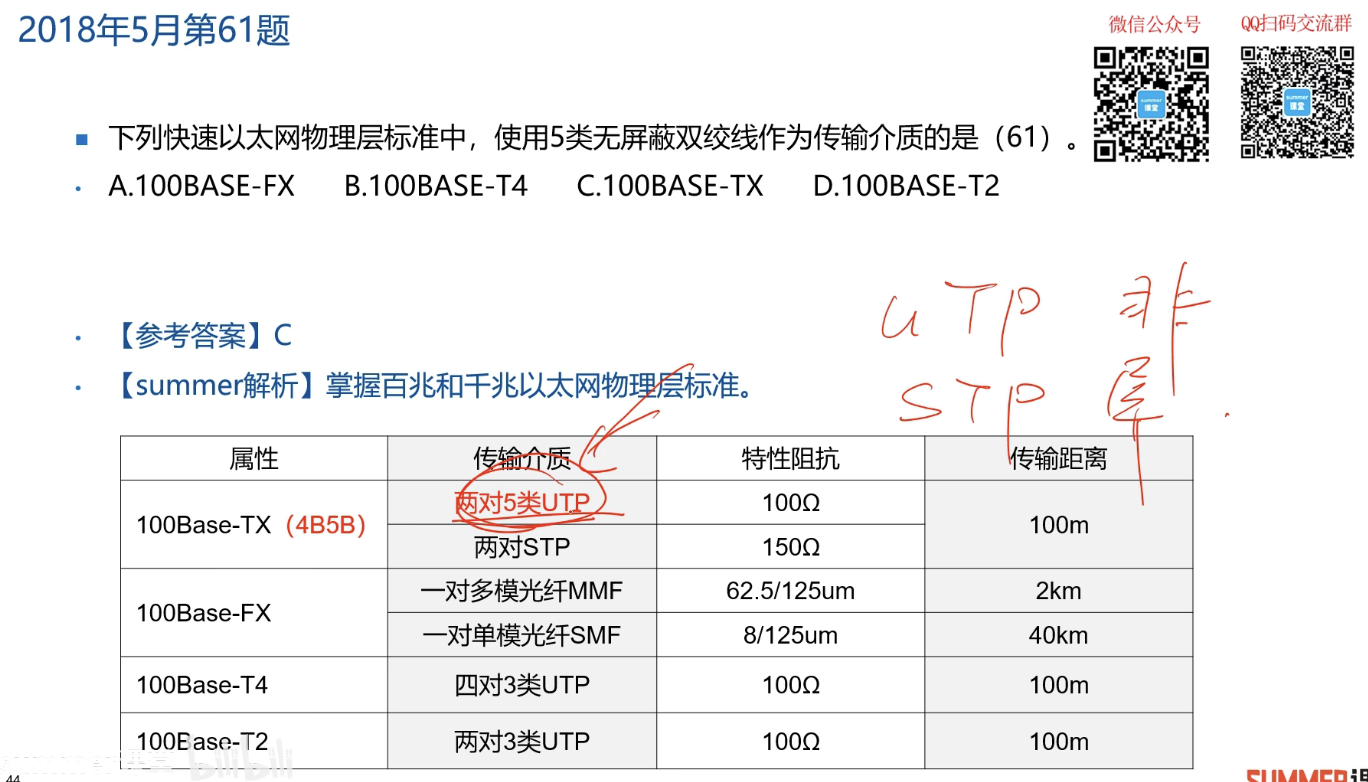 2018年5月第61题
微信公众号
QQ扫码交流群
summer
课堂
summer
课堂
■ 下列快速以太网物理层标准中，使用5类无屏蔽双绞线作为传输介质的是（61）。
• A.100BASE-FX B.100BASE-T4 C.100BASE-TX D.100BASE-T2
UTP 非
STP 屏
• 【参考答案】C
• 【summer解析】掌握百兆和千兆以太网物理层标准。
属性 传输介质 特性阻抗 传输距离
100Base-TX（4B5B） 两对5类UTP 100Ω 100m
两对STP 150Ω
100Base-FX 一对多模光纤MMF 62.5/125um 2km
一对单模光纤SMF 8/125um 40km
100Base-T4 四对3类UTP 100Ω 100m
100Base-T2 两对3类UTP 100Ω 100m
bilibili
44
SUMMER课